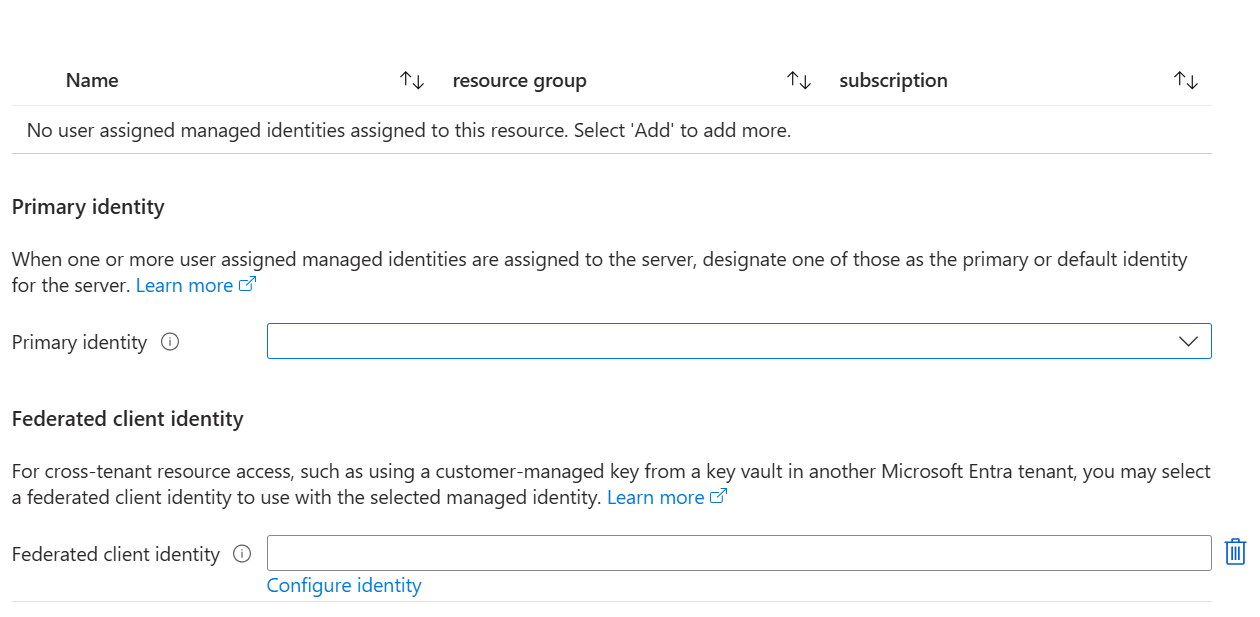 Name resource group subscription
No user assigned managed identities assigned to this resource. Select 'Add' to add more.
Primary identity
When one or more user assigned managed identities are assigned to the server, designate one of those as the primary or default identity
for the server. Learn more
Primary identity
Federated client identity
For cross-tenant resource access, such as using a customer-managed key from a key vault in another Microsoft Entra tenant, you may select
a federated client identity to use with the selected managed identity. Learn more
Federated client identity
Configure identity